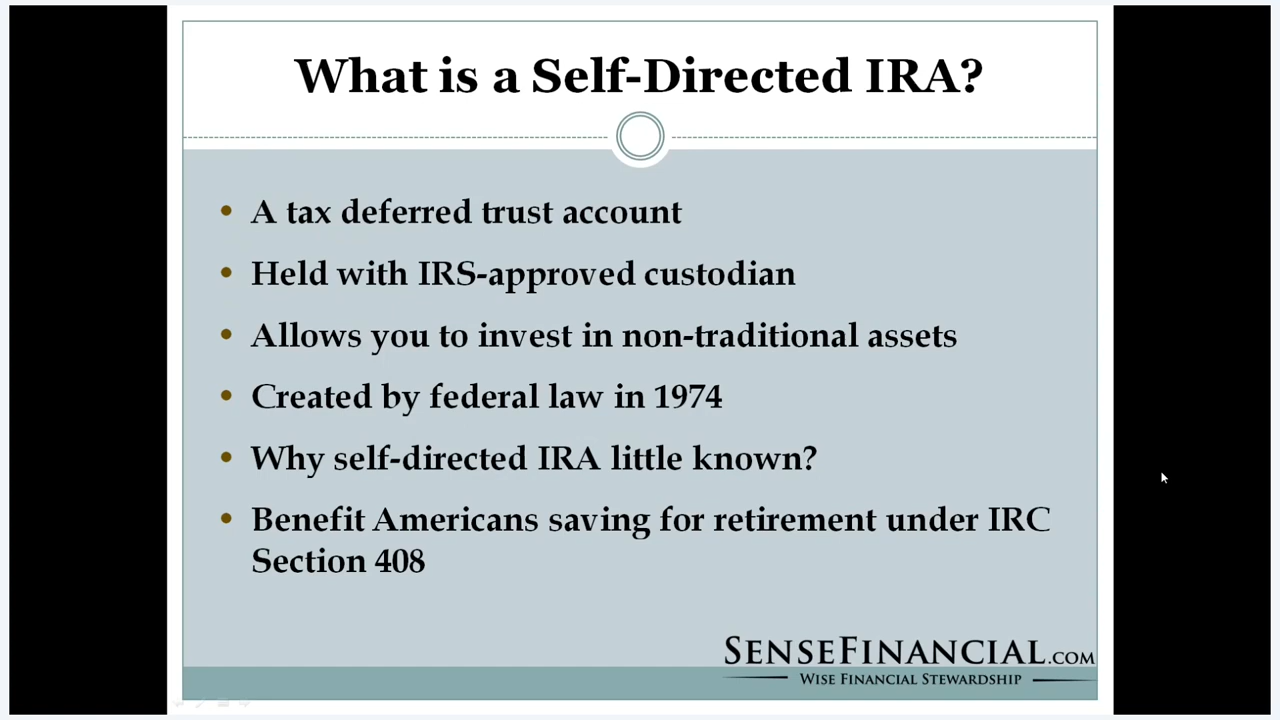 What is a Self-Directed IRA?
• A tax deferred trust account
• Held with IRS-approved custodian
• Allows you to invest in non-traditional assets
• Created by federal law in 1974
• Why self-directed IRA little known?
• Benefit Americans saving for retirement under IRC
Section 408
SENSEFINANCIAL.COM
WISE FINANCIAL STEWARDSHIP